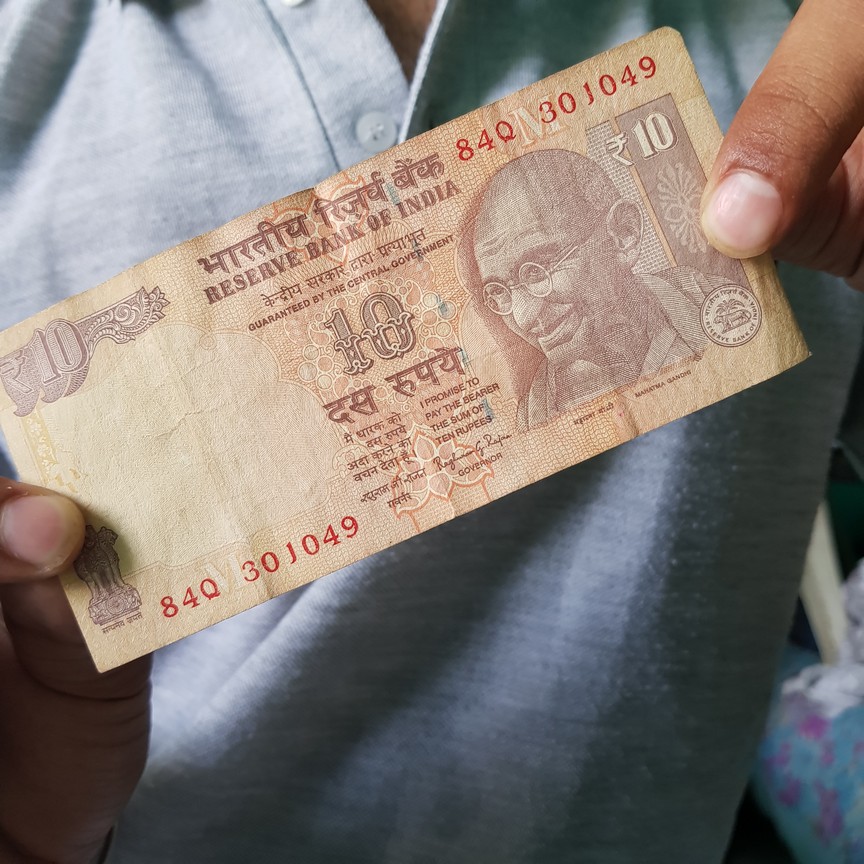 84Q 301049
₹10
भारतीय रिज़र्व बैंक
RESERVE BANK OF INDIA
केन्द्रीय सरकार द्वारा प्रत्याभूत
GUARANTEED BY THE CENTRAL GOVERNMENT
₹10
10
दस रुपये
मैं धारक को
दस रुपये
अदा करने का
वचन देता हूँ
गवर्नर
I PROMISE TO
PAY THE BEARER
THE SUM OF
TEN RUPEES
GOVERNOR
महात्मा गांधी
MAHATMA GANDHI
भारतीय रिज़र्व बैंक
RESERVE BANK OF INDIA
M
84Q 301049
M
सत्यमेव जयते